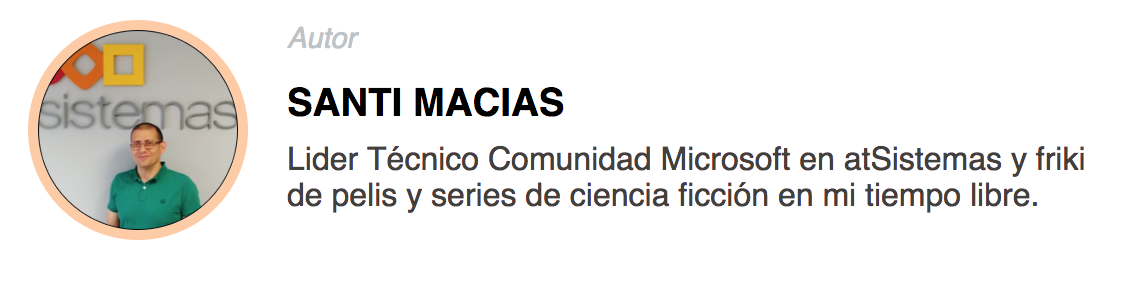 Autor
sistemas
SANTI MACIAS
Lider Técnico Comunidad Microsoft en atSistemas y friki
de pelis y series de ciencia ficción en mi tiempo libre.